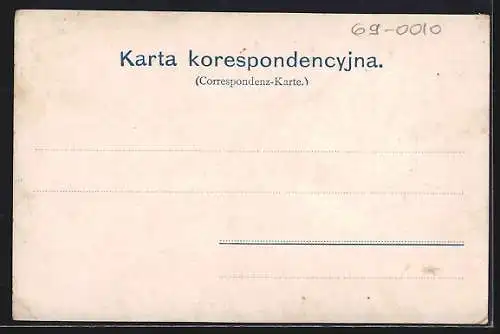 69-0010
Karta korespondencyjna.
(Correspondenz-Karte.)